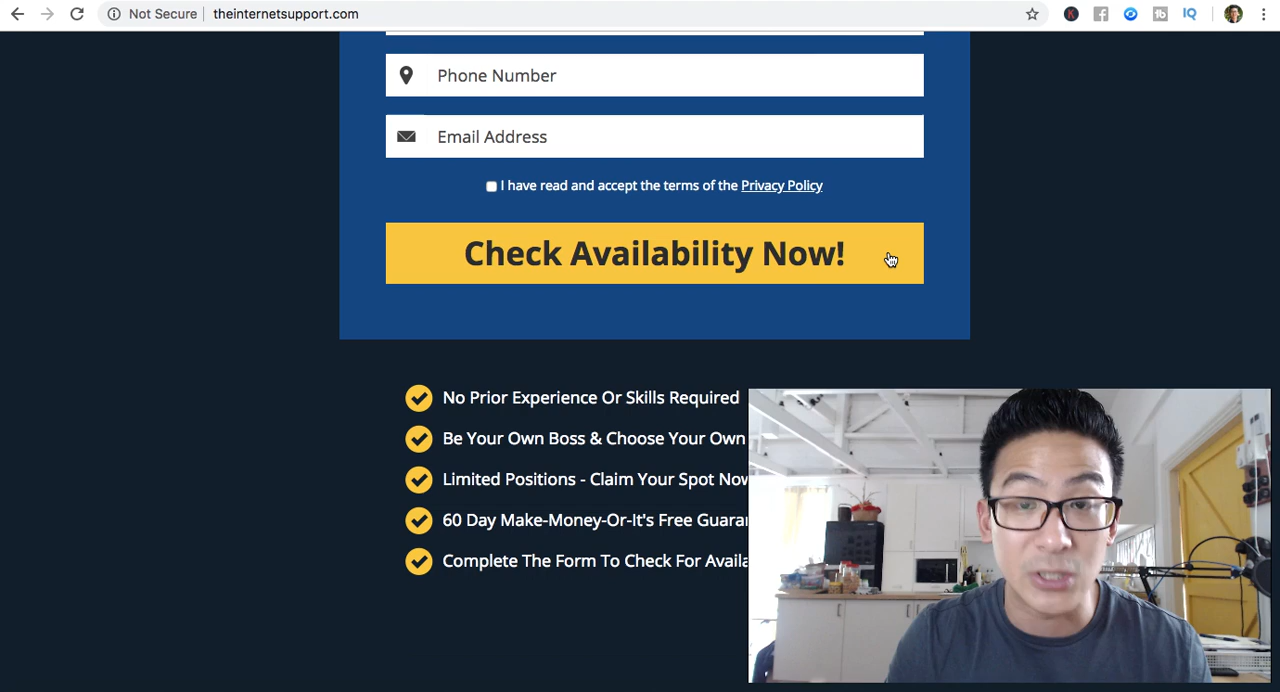 Not Secure theinternetsupport.com
Phone Number
Email Address
I have read and accept the terms of the Privacy Policy
Check Availability Now!
No Prior Experience Or Skills Required
Be Your Own Boss & Choose Your Own
Limited Positions - Claim Your Spot Now
60 Day Make-Money-Or-It's Free Guaran
Complete The Form To Check For Availa